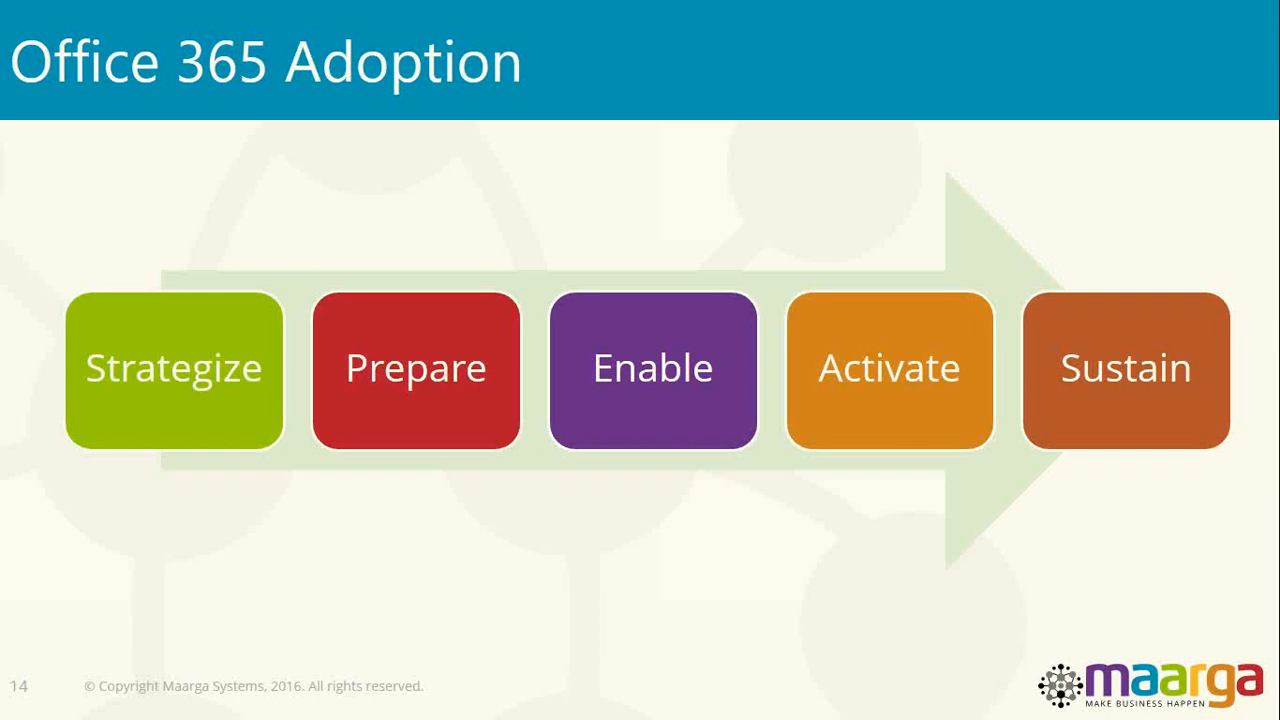 Office 365 Adoption
Strategize
Prepare
Enable
Activate
Sustain
14
© Copyright Maarga Systems, 2016. All rights reserved.
maarga
MAKE BUSINESS HAPPEN